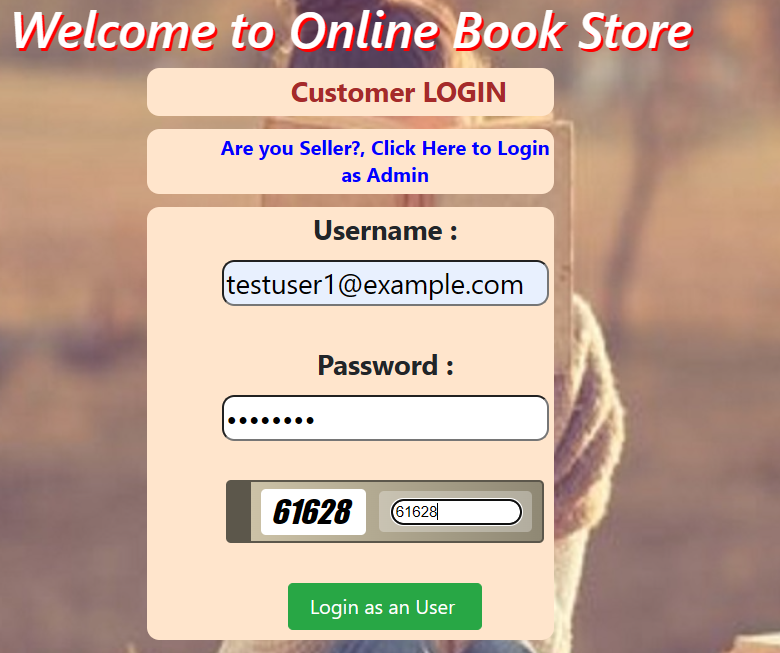 Welcome to Online Book Store
Customer LOGIN
Are you Seller?, Click Here to Login
as Admin
Username :
testuser1@example.com
Password :
••••••••
61628 61628
Login as an User